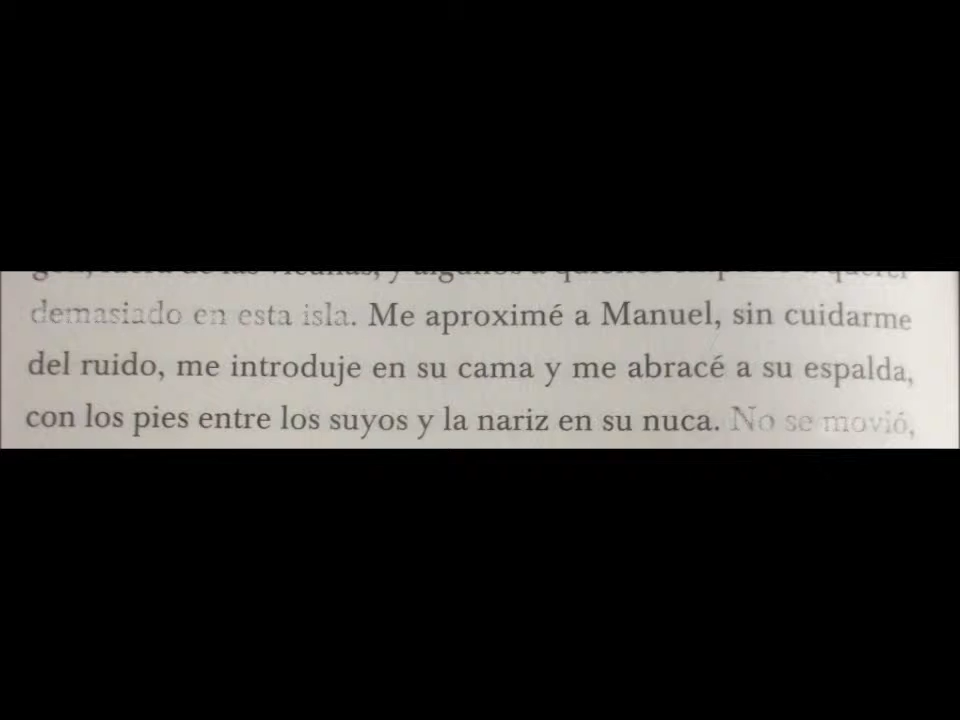 demasiado en esta isla. Me aproximé a Manuel, sin cuidarme
del ruido, me introduje en su cama y me abracé a su espalda,
con los pies entre los suyos y la nariz en su nuca. No se movió,